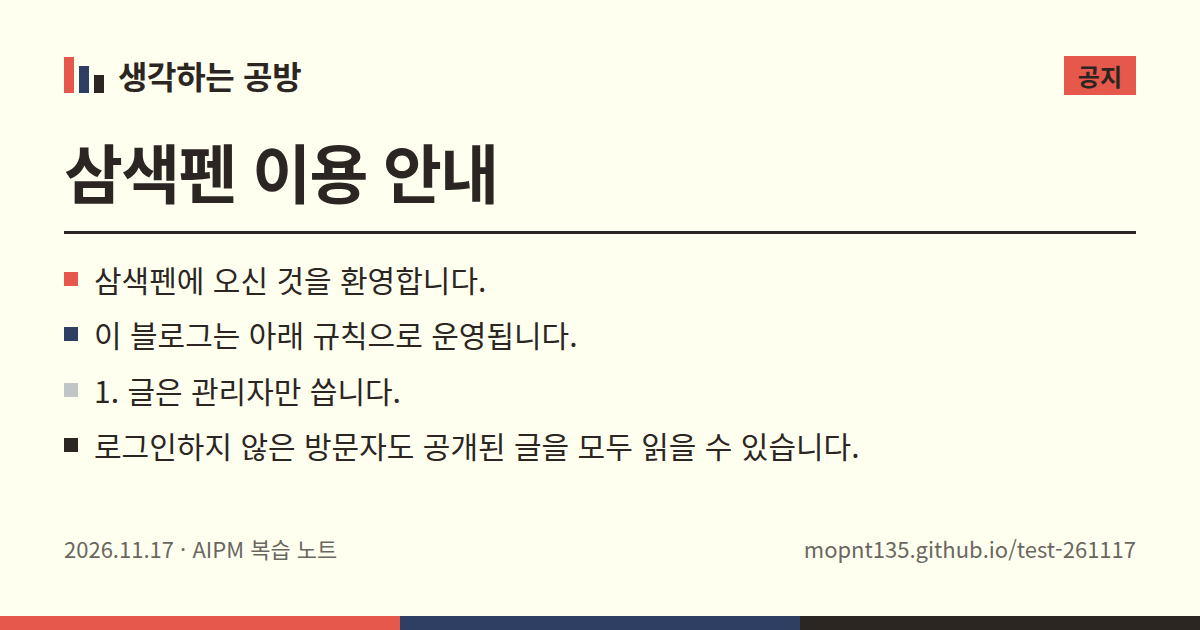 생각하는 공방
공지
삼색펜 이용 안내
삼색펜에 오신 것을 환영합니다.
이 블로그는 아래 규칙으로 운영됩니다.
1. 글은 관리자만 씁니다.
로그인하지 않은 방문자도 공개된 글을 모두 읽을 수 있습니다.
2026.11.17 · AIPM 복습 노트
mopnt135.github.io/test-261117